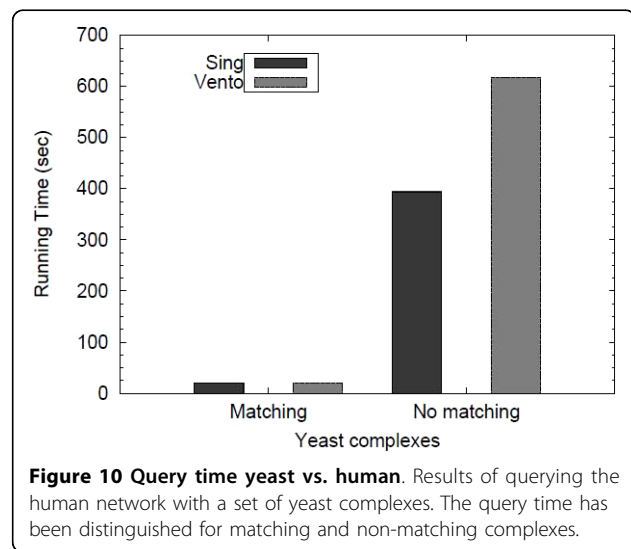 700
600
500
400
300
200
100
0
Running Time (sec)
Sing
Vento
Matching No matching
Yeast complexes
Figure 10 Query time yeast vs. human. Results of querying the
human network with a set of yeast complexes. The query time has
been distinguished for matching and non-matching complexes.